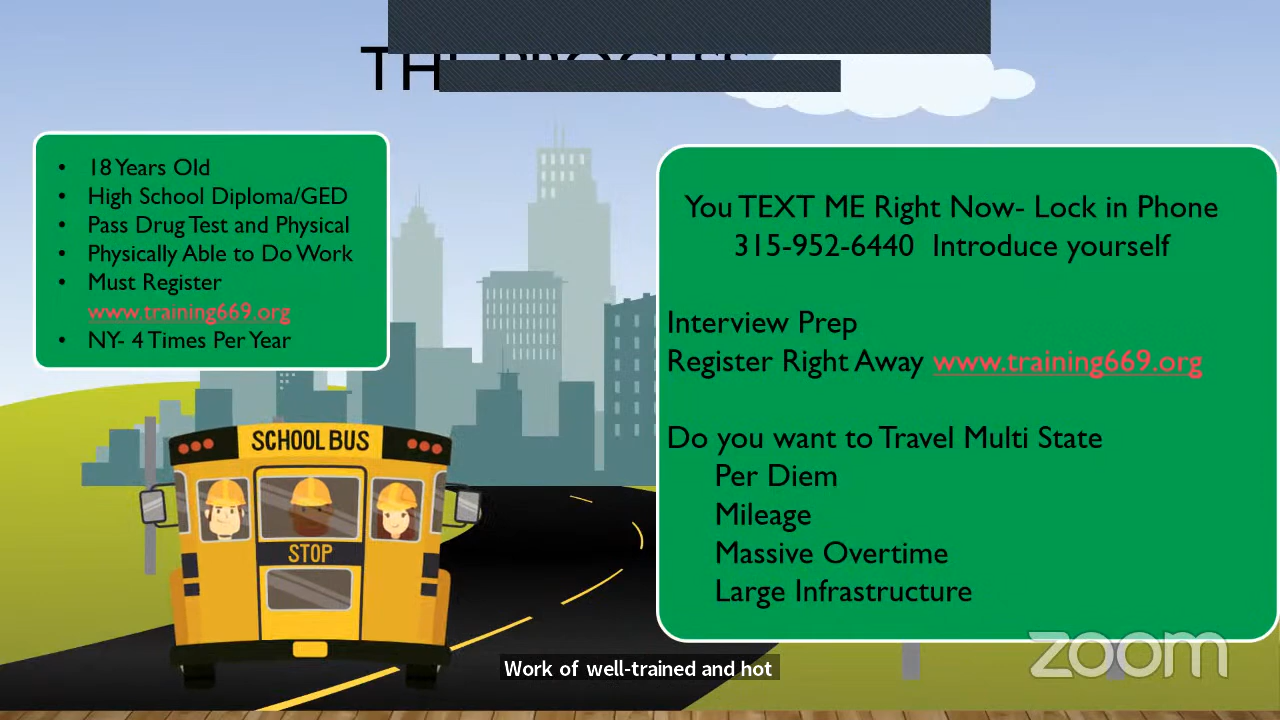 THE PROCESS
• 18 Years Old
• High School Diploma/GED
• Pass Drug Test and Physical
• Physically Able to Do Work
• Must Register
www.training669.org
• NY- 4 Times Per Year
You TEXT ME Right Now- Lock in Phone
315-952-6440 Introduce yourself
Interview Prep
Register Right Away www.training669.org
Do you want to Travel Multi State
Per Diem
Mileage
Massive Overtime
Large Infrastructure
SCHOOL BUS
STOP
Work of well-trained and hot
zoom